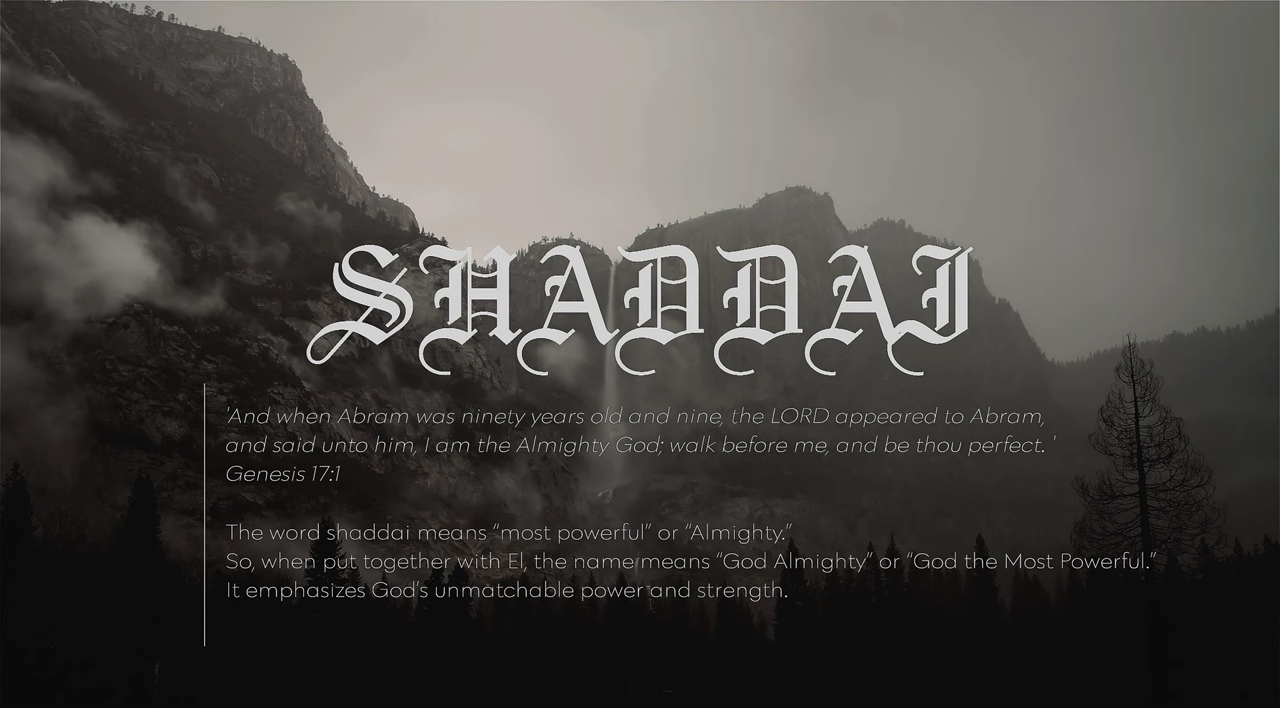 SHADDAI
'And when Abram was ninety years old and nine, the LORD appeared to Abram,
and said unto him, I am the Almighty God; walk before me, and be thou perfect. '
Genesis 17:1
The word shaddai means “most powerful” or “Almighty.”
So, when put together with El, the name means “God Almighty” or “God the Most Powerful.”
It emphasizes God's unmatchable power and strength.